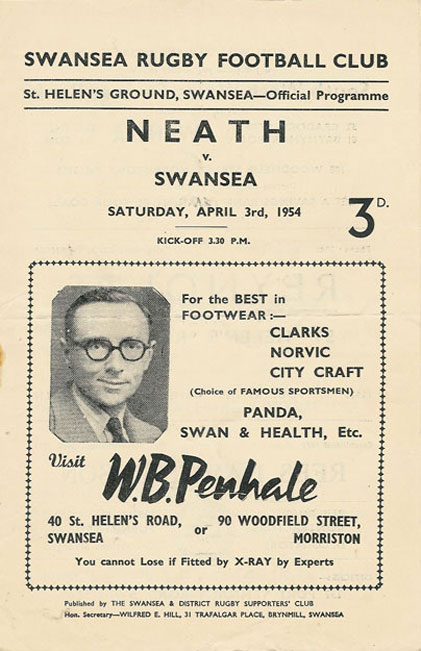 SWANSEA RUGBY FOOTBALL CLUB
St. HELEN'S GROUND, SWANSEA—Official Programme
NEATH
v.
SWANSEA
SATURDAY, APRIL 3rd, 1954
3D.
KICK-OFF 3.30 P.M.
For the BEST in
FOOTWEAR :—
CLARKS
NORVIC
CITY CRAFT
(Choice of FAMOUS SPORTSMEN)
PANDA,
SWAN & HEALTH, Etc.
Visit W.B. Penhale
40 St. HELEN'S ROAD,
SWANSEA
or
90 WOODFIELD STREET,
MORRISTON
You cannot Lose if Fitted by X-RAY by Experts
Published by THE SWANSEA & DISTRICT RUGBY SUPPORTERS' CLUB
Hon. Secretary—WILFRED E. HILL, 31 TRAFALGAR PLACE, BRYNMILL, SWANSEA